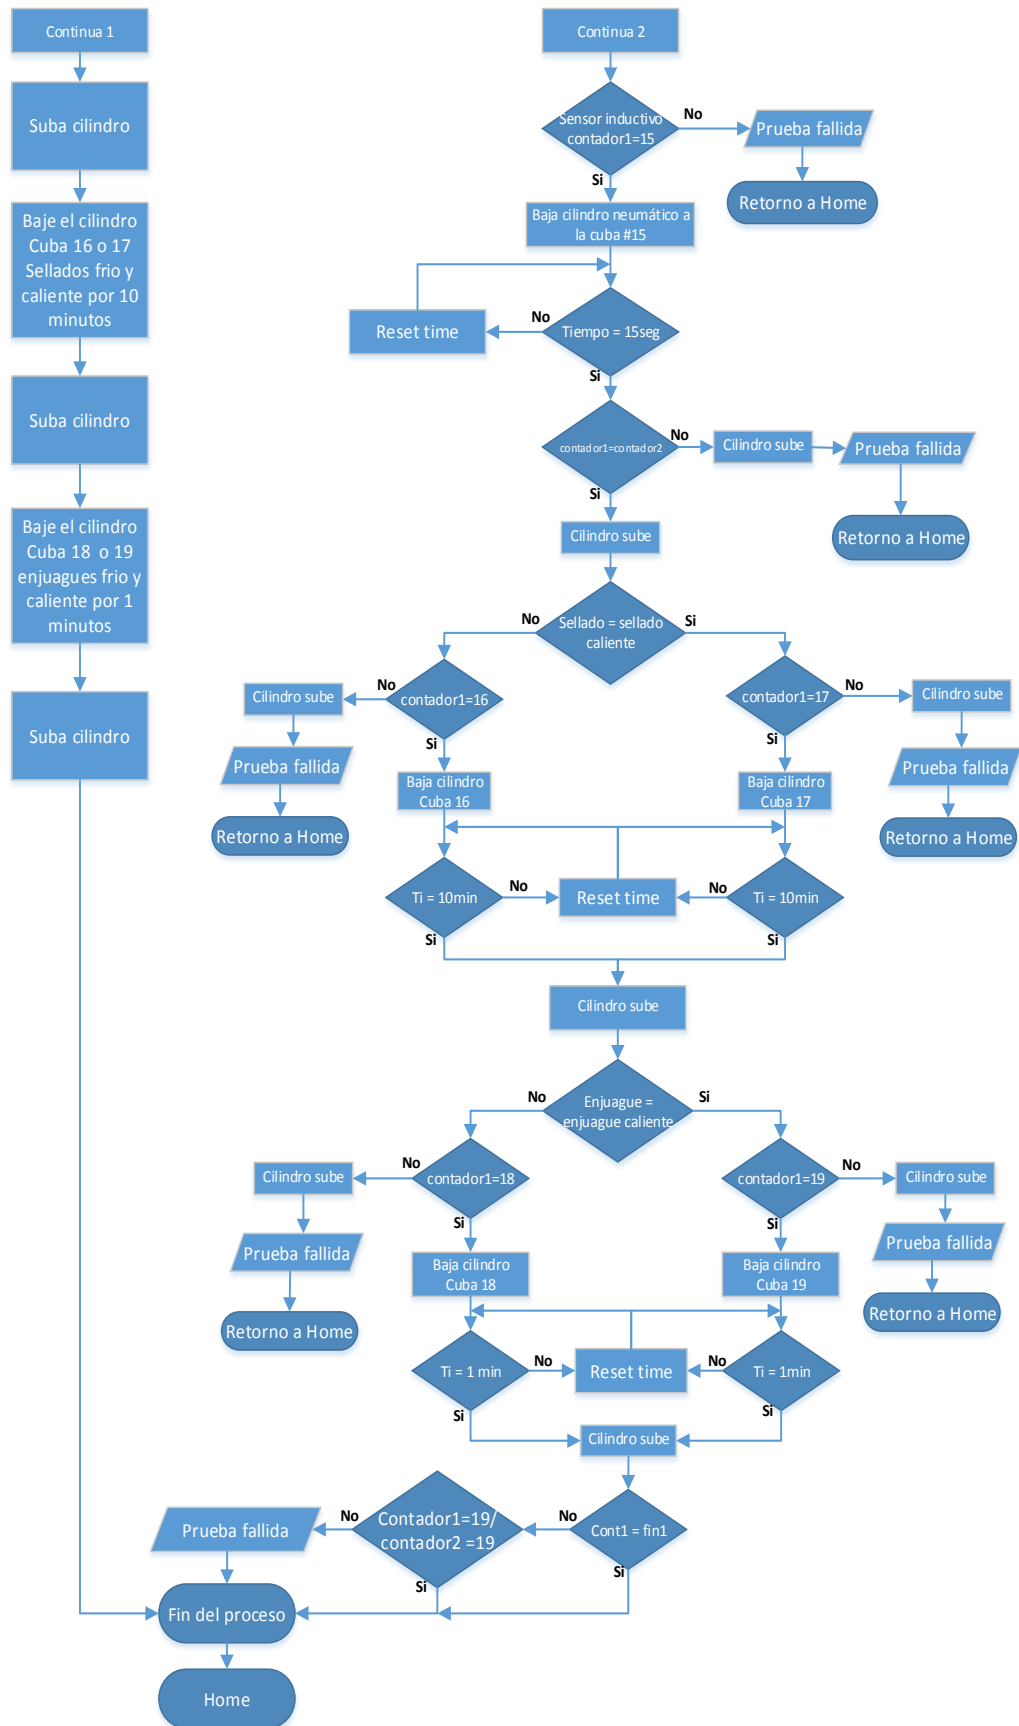 Continua 1
Suba cilindro
Baje el cilindro
Cuba 16 o 17
Sellados frio y
caliente por 10
minutos
Suba cilindro
Baje el cilindro
Cuba 18 o 19
enjuagues frio y
caliente por 1
minutos
Suba cilindro
Continua 2
Sensor inductivo
contador1=15
No
Prueba fallida
Retorno a Home
Si
Baja cilindro neumático a
la cuba #15
Tiempo = 15seg
No
Reset time
Si
contador1=contador2
No
Cilindro sube
Prueba fallida
Retorno a Home
Si
Cilindro sube
Sellado = sellado
caliente
No
Si
contador1=16
No
Cilindro sube
Prueba fallida
Retorno a Home
Si
Baja cilindro
Cuba 16
contador1=17
No
Cilindro sube
Prueba fallida
Retorno a Home
Si
Baja cilindro
Cuba 17
Ti = 10min
No
Reset time
No
Ti = 10min
Si
Si
Cilindro sube
Enjuague =
enjuague caliente
No
Si
contador1=18
No
Cilindro sube
Prueba fallida
Retorno a Home
Si
Baja cilindro
Cuba 18
contador1=19
No
Cilindro sube
Prueba fallida
Retorno a Home
Si
Baja cilindro
Cuba 19
Ti = 1 min
No
Reset time
No
Ti = 1min
Si
Si
Cilindro sube
Cont1 = fin1
No
Si
Contador1=19/
contador2 =19
No
Si
Prueba fallida
Fin del proceso
Home